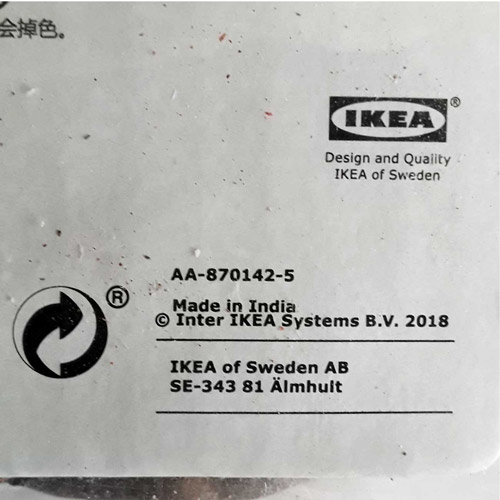 会掉色。
IKEA®
Design and Quality
IKEA of Sweden
AA-870142-5
®
Made in India
© Inter IKEA Systems B.V. 2018
IKEA of Sweden AB
SE-343 81 Älmhult